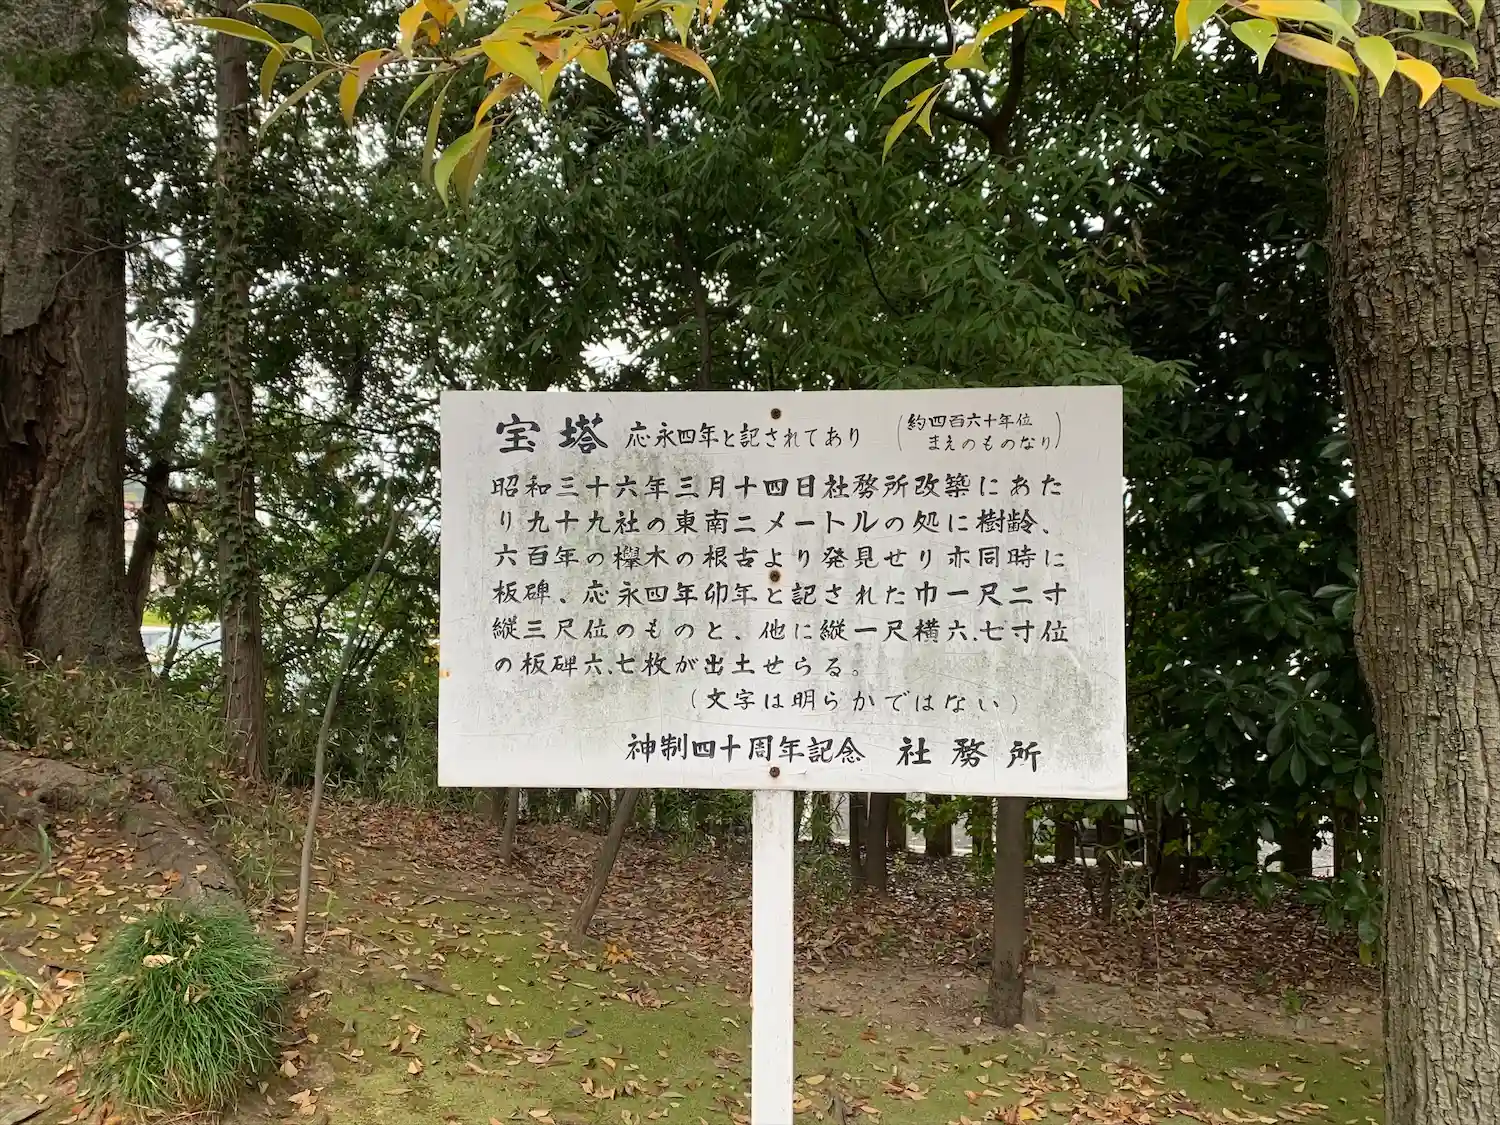 宝塔 応永四年と記されてあり （約四百六十年位
まえのものなり）
昭和三十六年三月十四日社務所改築にあた
り九十九社の東南二メートルの処に樹齢、
六百年の欅木の根古より発見せり亦同時に
板碑、応永四年卯年と記された巾一尺二寸
縦三尺位のものと、他に縦一尺横六、七寸位
の板碑六、七枚が出土せらる。
（文字は明らかではない）
神制四十周年記念 社務所